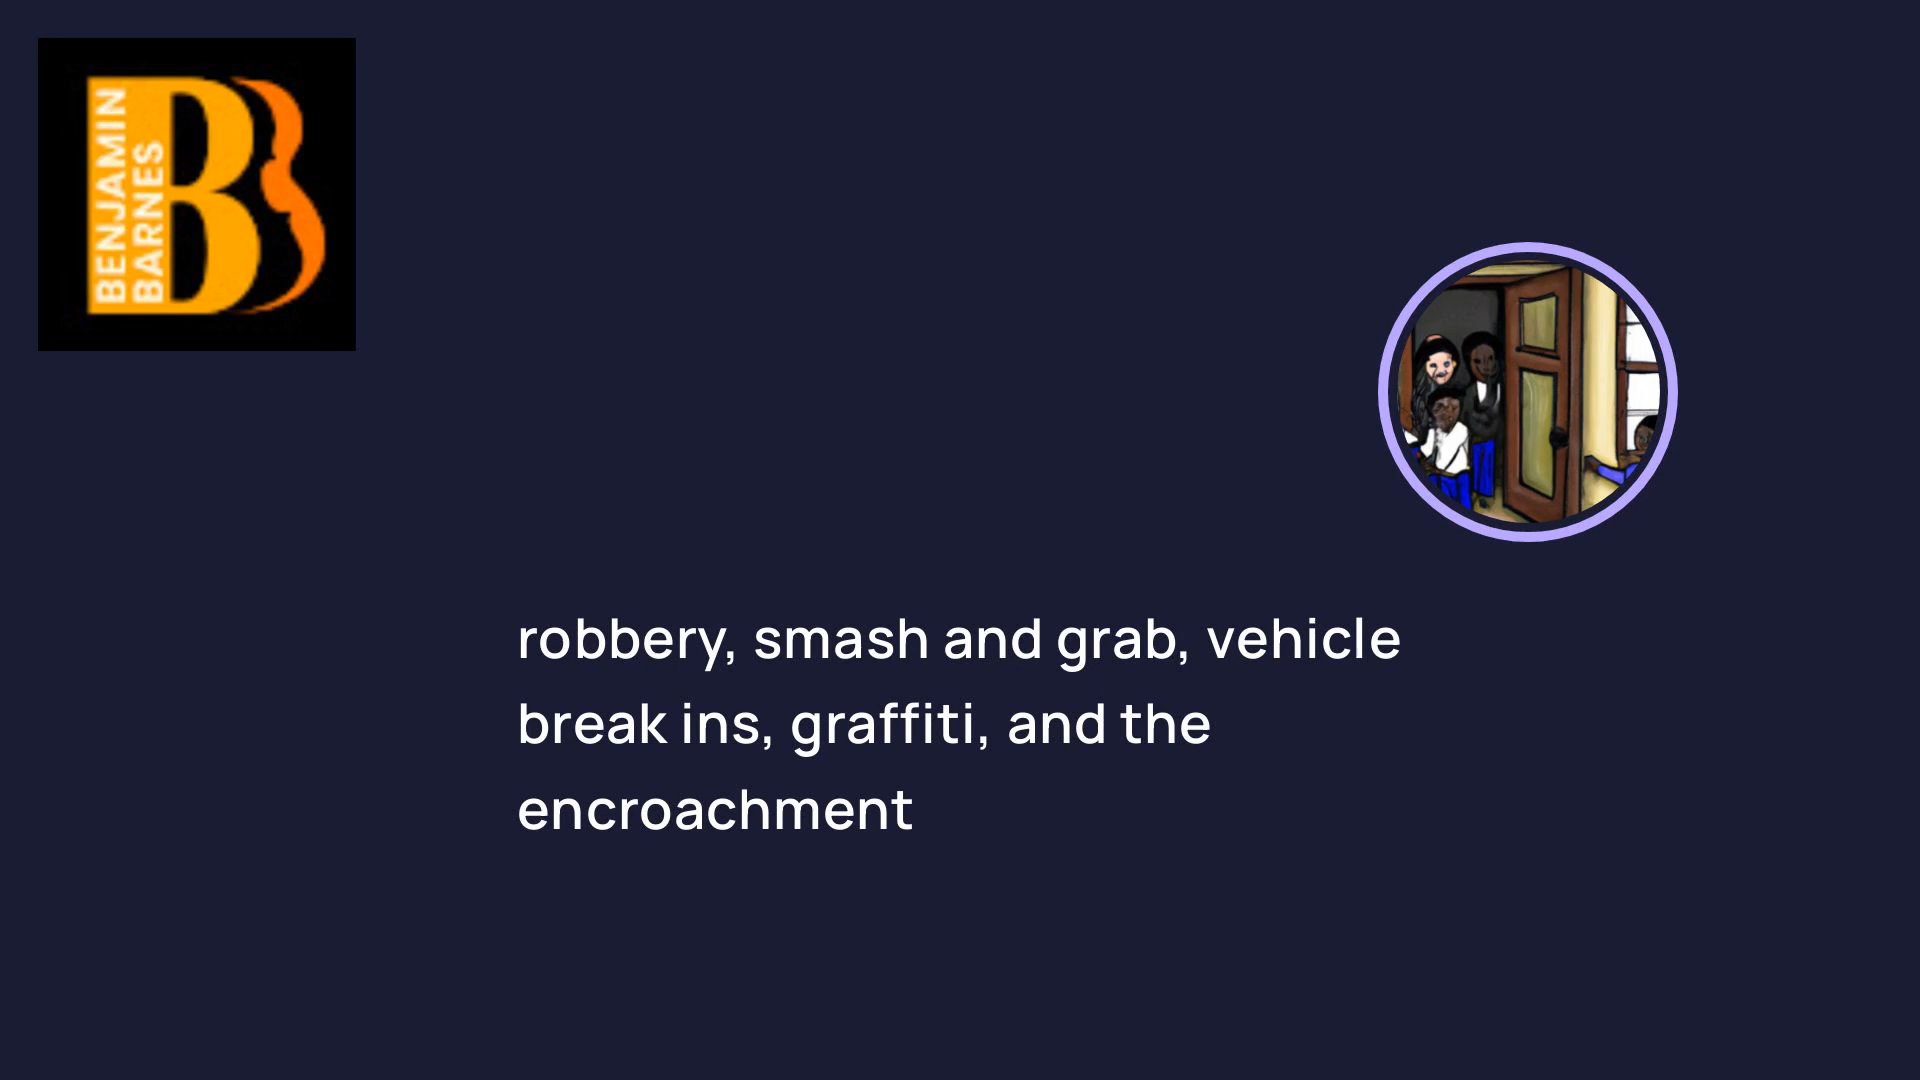 BENJAMIN
BARNES
robbery, smash and grab, vehicle
break ins, graffiti, and the
encroachment